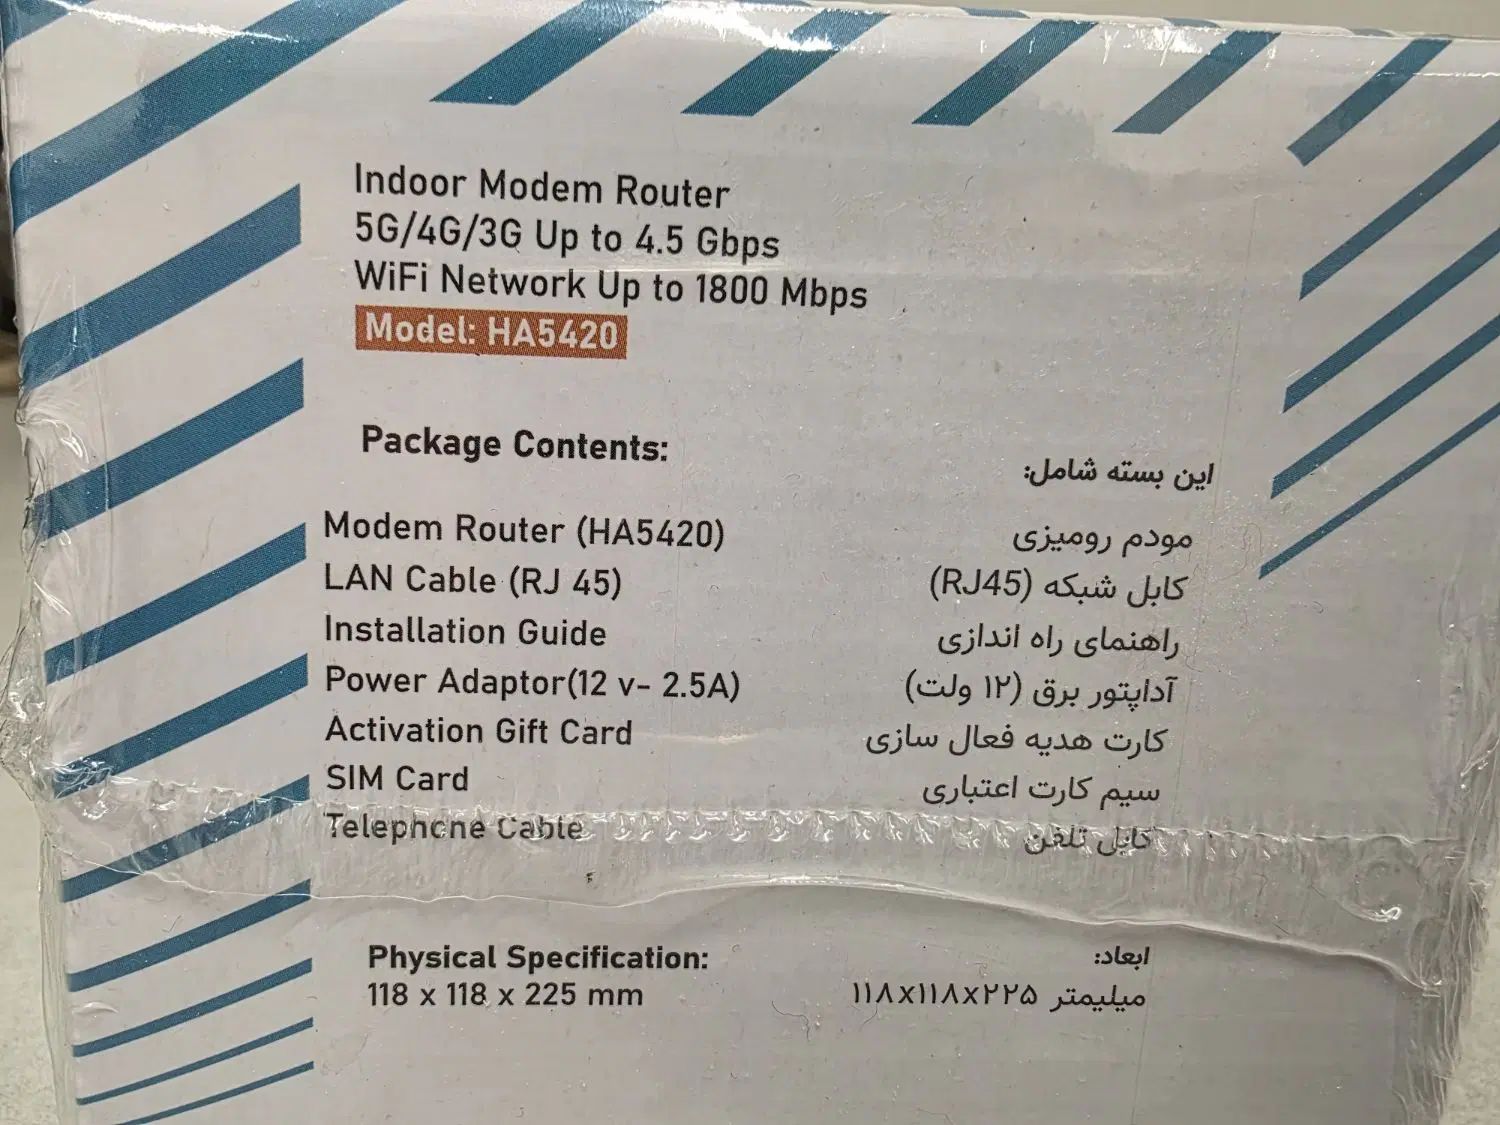 Indoor Modem Router
5G/4G/3G Up to 4.5 Gbps
WiFi Network Up to 1800 Mbps
Model: HA5420
Package Contents:
Modem Router (HA5420)
LAN Cable (RJ 45)
Installation Guide
Power Adaptor(12 v- 2.5A)
Activation Gift Card
SIM Card
Telephone Cable
این بسته شامل:
مودم رومیزی
کابل شبکه (RJ45)
راهنمای راه اندازی
آداپتور برق (۱۲ ولت)
کارت هدیه فعال سازی
سیم کارت اعتباری
کابل تلفن
Physical Specification:
118 x 118 x 225 mm
ابعاد:
۱۱۸x۱۱۸x۲۲۵ میلیمتر